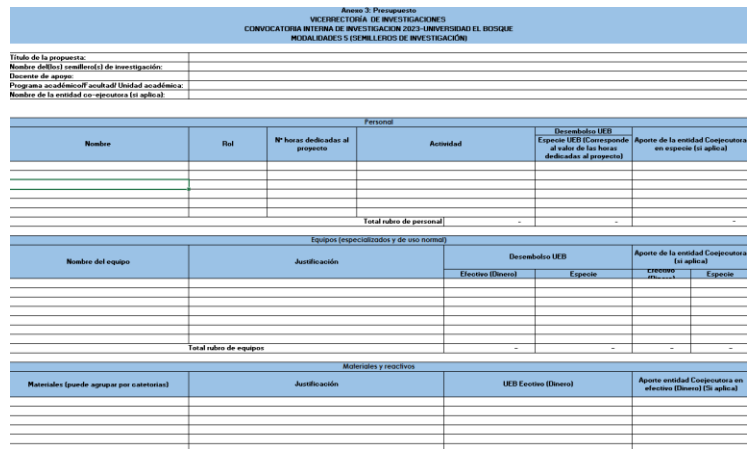 Anexo 3: Presupuesto
VICERRECTORÍA DE INVESTIGACIONES
CONVOCATORIA INTERNA DE INVESTIGACION 2023-UNIVERSIDAD EL BOSQUE
MODALIDADES 5 (SEMILLEROS DE INVESTIGACIÓN)
Título de la propuesta:
Nombre del(los) semillero(s) de investigación:
Docente de apoyo:
Programa académico/Facultad/ Unidad académica:
Nombre de la entidad co-ejecutora (si aplica):
Personal
Nombre
Rol
N° horas dedicadas al proyecto
Actividad
Desembolso UEB
Especie UEB (Corresponde al valor de las horas dedicadas al proyecto)
Aporte de la entidad Coejecutora en especie (si aplica)
Total rubro de personal - - -
Equipos (especializados y de uso normal)
Nombre del equipo
Justificación
Desembolso UEB
Aporte de la entidad Coejecutora (si aplica)
Efectivo (Dinero)
Especie
Efectivo (Dinero)
Especie
Total rubro de equipos - - - -
Materiales y reactivos
Materiales (puede agrupar por catetorías)
Justificación
UEB Eectivo (Dinero)
Aporte entidad Coejecutora en efectivo (Dinero) (Si aplica)